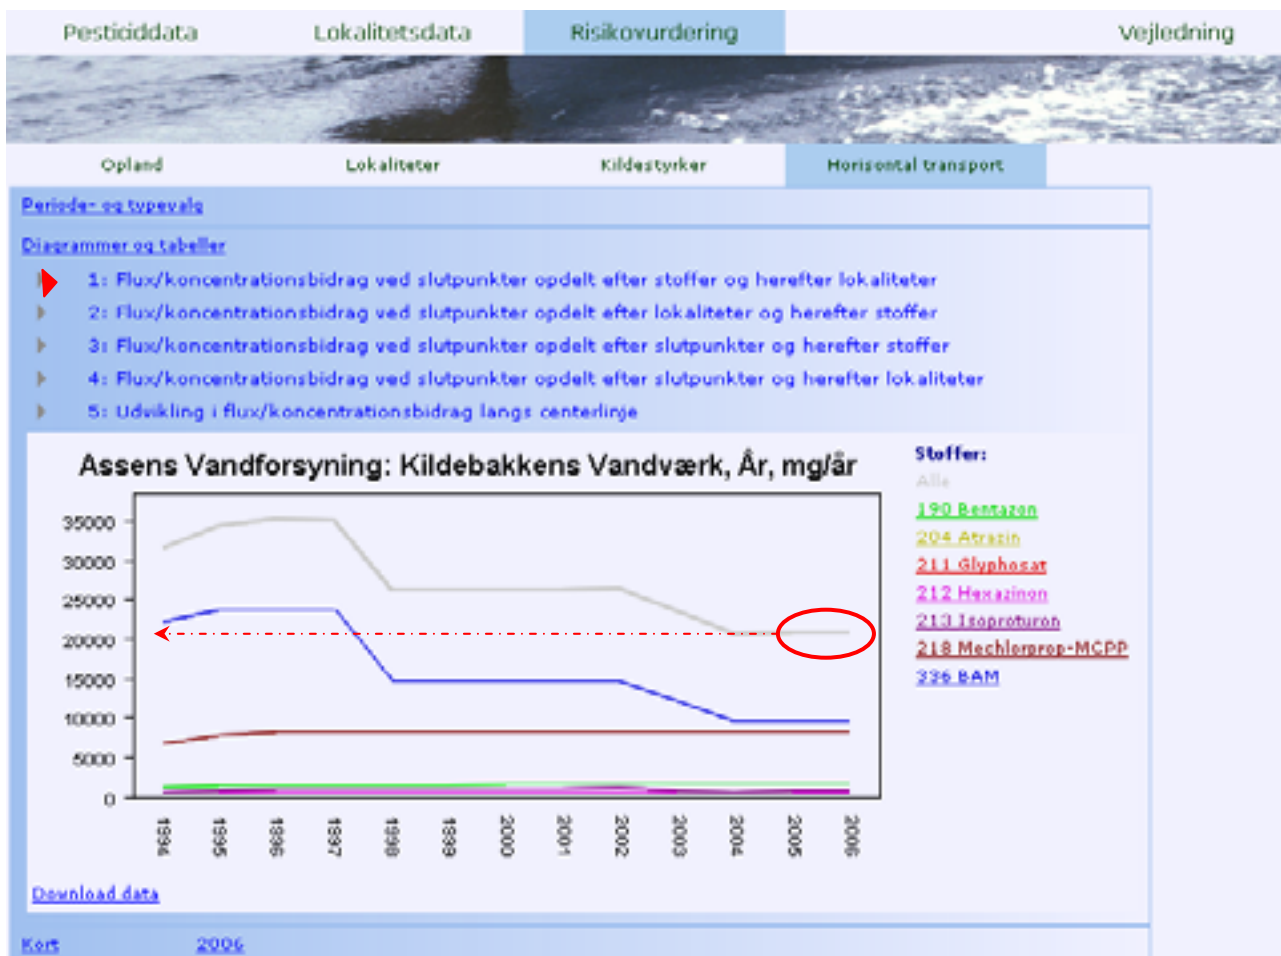 Pesticiddata Lokalitetsdata Risikovurdering Vejledning
Opland Lokaliteter Kildestyrker Horisontal transport
Periode- og typevalg
Diagrammer og tabeller
1: Flux/koncentrationsbidrag ved slutpunkter opdelt efter stoffer og herefter lokaliteter
2: Flux/koncentrationsbidrag ved slutpunkter opdelt efter lokaliteter og herefter stoffer
3: Flux/koncentrationsbidrag ved slutpunkter opdelt efter slutpunkter og herefter stoffer
4: Flux/koncentrationsbidrag ved slutpunkter opdelt efter slutpunkter og herefter lokaliteter
5: Udvikling i flux/koncentrationsbidrag langs centerlinje
Assens Vandforsyning: Kildebakkens Vandværk, År, mg/år
35000
30000
25000
20000
15000
10000
5000
0
1994 1995 1996 1997 1998 1999 2000 2001 2002 2003 2004 2005 2006
Stoffer:
Alle
190 Bentazon
204 Atrazin
211 Glyphosat
212 Hexazinon
213 Isoproturon
218 Mechlorprop-MCPP
336 BAM
Download data
Kort 2006